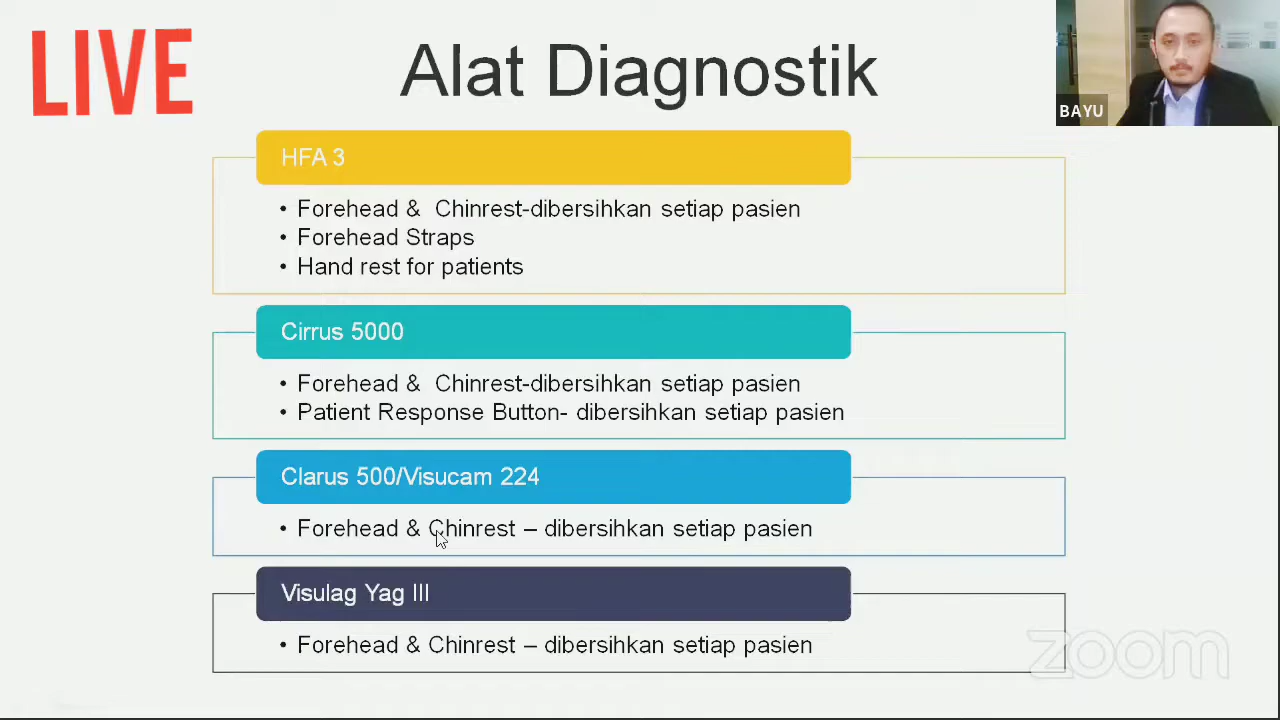 LIVE
Alat Diagnostik
BAYU
HFA 3
• Forehead & Chinrest-dibersihkan setiap pasien
• Forehead Straps
• Hand rest for patients
Cirrus 5000
• Forehead & Chinrest-dibersihkan setiap pasien
• Patient Response Button- dibersihkan setiap pasien
Clarus 500/Visucam 224
• Forehead & Chinrest – dibersihkan setiap pasien
Visulag Yag III
• Forehead & Chinrest – dibersihkan setiap pasien
zoom